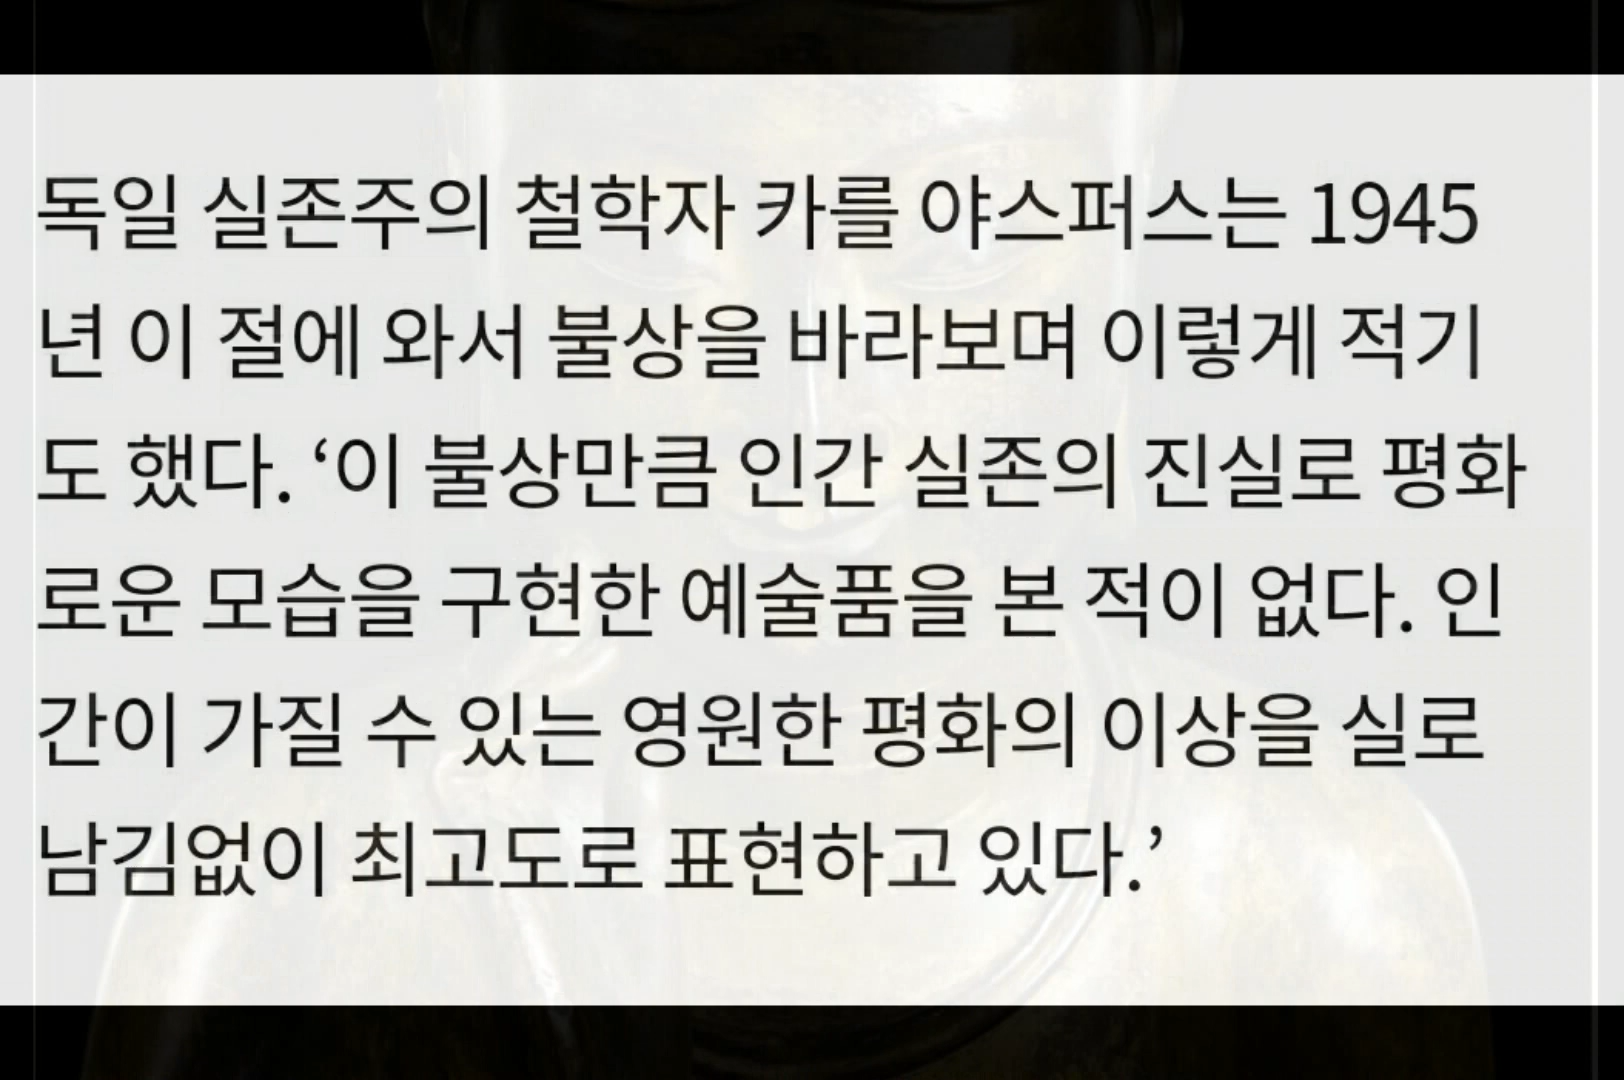 독일 실존주의 철학자 카를 야스퍼스는 1945
년 이 절에 와서 불상을 바라보며 이렇게 적기
도 했다. ‘이 불상만큼 인간 실존의 진실로 평화
로운 모습을 구현한 예술품을 본 적이 없다. 인
간이 가질 수 있는 영원한 평화의 이상을 실로
남김없이 최고도로 표현하고 있다.’